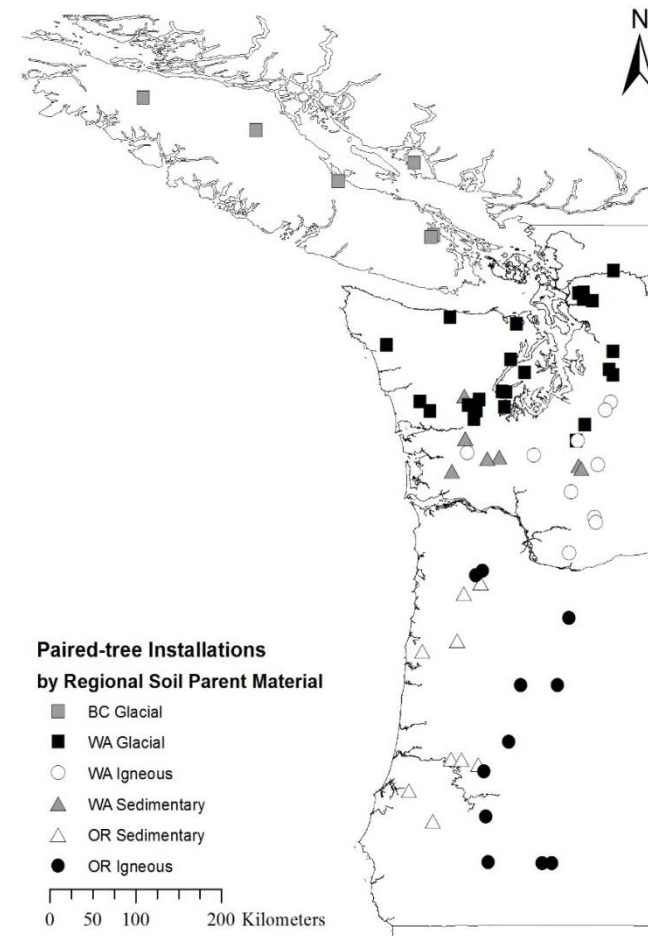 N
Paired-tree Installations
by Regional Soil Parent Material
BC Glacial
WA Glacial
WA Igneous
WA Sedimentary
OR Sedimentary
OR Igneous
0 50 100 200 Kilometers